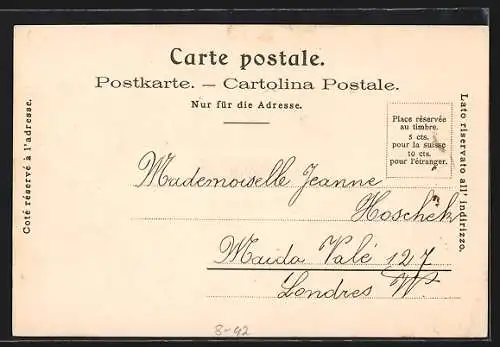 Carte postale.
Postkarte. — Cartolina Postale.
Nur für die Adresse.
Coté réservé à l'adresse.
Place réservée
au timbre.
5 cts.
pour la suisse
10 cts.
pour l'étranger.
Lato riservato all' indirizzo.
Mademoiselle Jeanne
Hoschek
Maida Valé 127
Londres W.
8-92